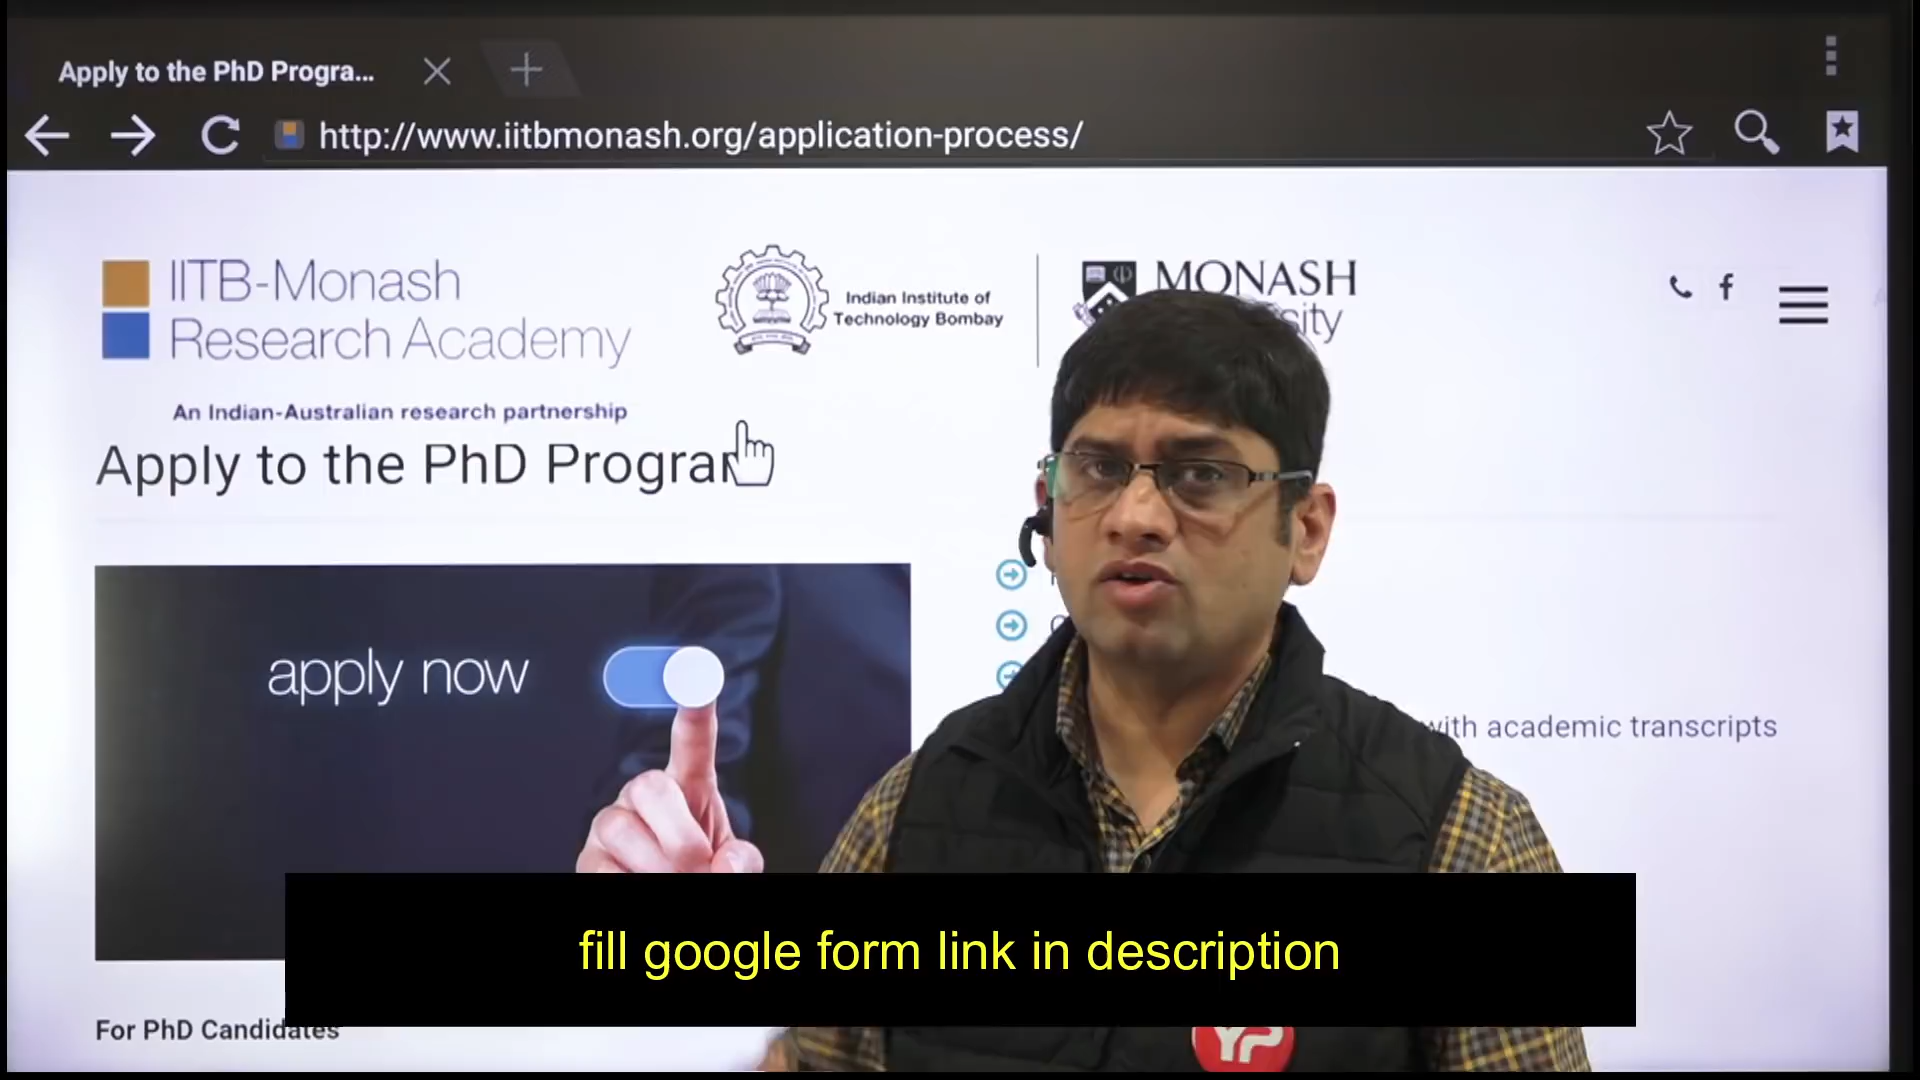 Apply to the PhD Progra...
http://www.iitbmonash.org/application-process/
IITB-Monash
Research Academy
An Indian-Australian research partnership
Indian Institute of
Technology Bombay
MONASH
Apply to the PhD
apply now
with academic transcripts
fill google form link in description
For PhD Candidates
YP